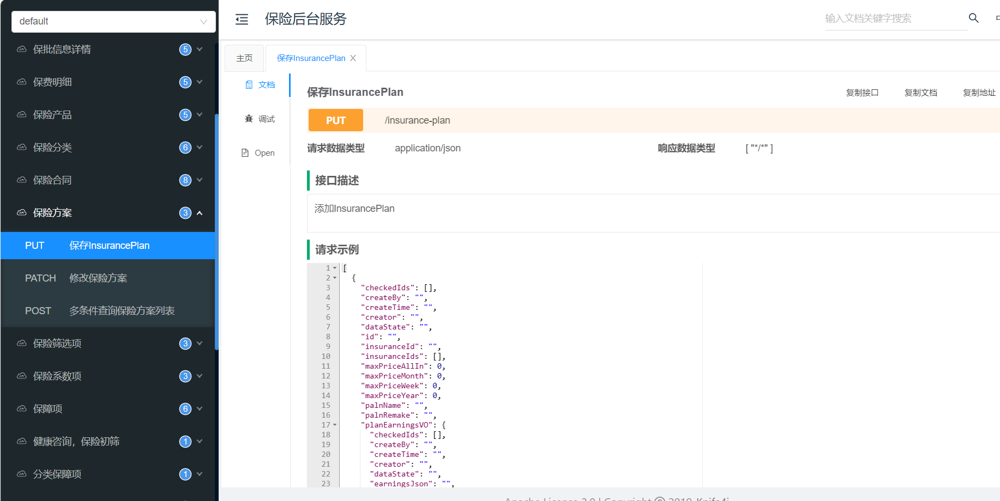 default
保批信息详情 5
保费明细 5
保险产品 5
保险分类 6
保险合同 8
保险方案 3
PUT 保存InsurancePlan
PATCH 修改保险方案
POST 多条件查询保险方案列表
保险筛选项 3
保险系数项 3
保障项 6
健康咨询，保险初筛 1
分类保障项 1
保险后台服务
输入文档关键字搜索
主页
保存InsurancePlan
文档
调试
Open
保存InsurancePlan
复制接口 复制文档 复制地址
PUT /insurance-plan
请求数据类型 application/json 响应数据类型 [ "*/*" ]
接口描述
添加InsurancePlan
请求示例
1 [
2 {
3 "checkedIds": [],
4 "createBy": "",
5 "createTime": "",
6 "creator": "",
7 "dataState": "",
8 "id": "",
9 "insuranceId": "",
10 "insuranceIds": [],
11 "maxPriceAllIn": 0,
12 "maxPriceMonth": 0,
13 "maxPriceWeek": 0,
14 "maxPriceYear": 0,
15 "palnName": "",
16 "palnRemake": "",
17 "planEarningsVO": {
18 "checkedIds": [],
19 "createBy": "",
20 "createTime": "",
21 "creator": "",
22 "dataState": "",
23 "earningsJson": "",
Apache License 2.0 | Copyright © 2019-Knife4j